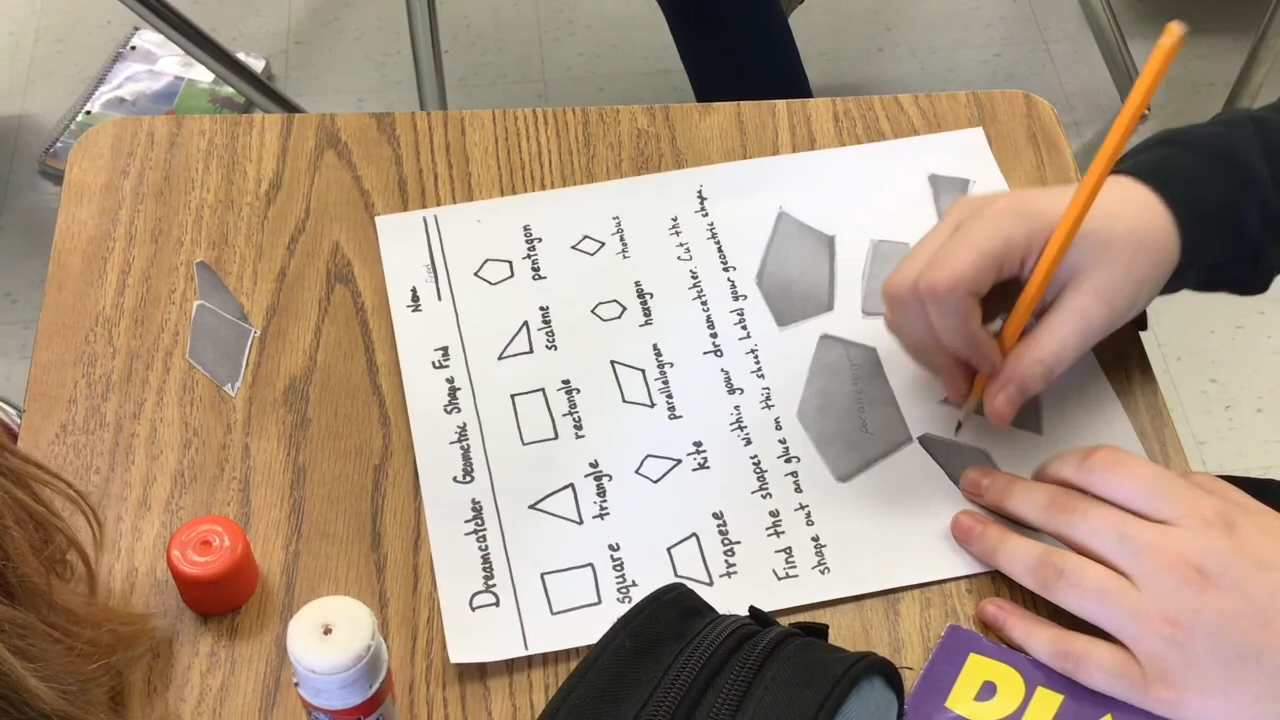 Name
Dreamcatcher Geometric Shape Find
square triangle rectangle scalene pentagon
trapeze kite parallelogram hexagon rhombus
Find the shapes within your dreamcatcher. Cut the
shape out and glue on this sheet. Label your geometric shape.
parallelogram